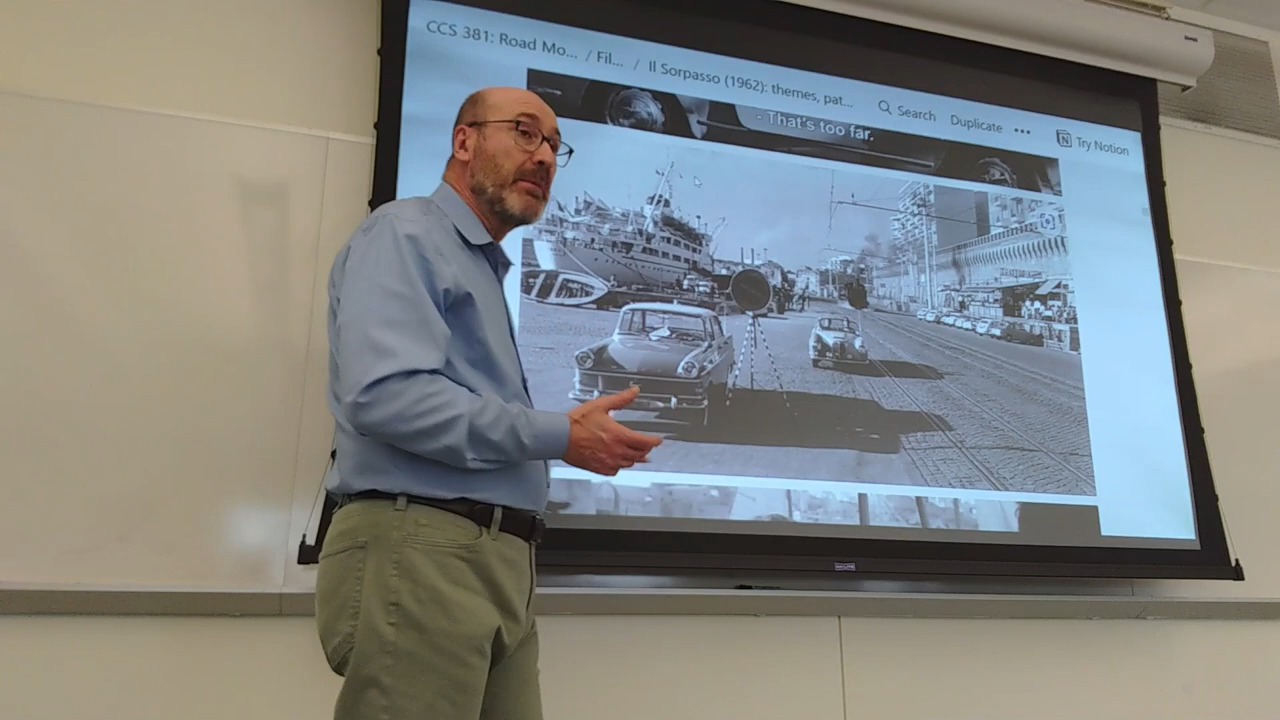 CCS 381: Road Mo... / Fil... / Il Sorpasso (1962): themes, pat...
Search
Duplicate
•••
N Try Notion
- That's too far.